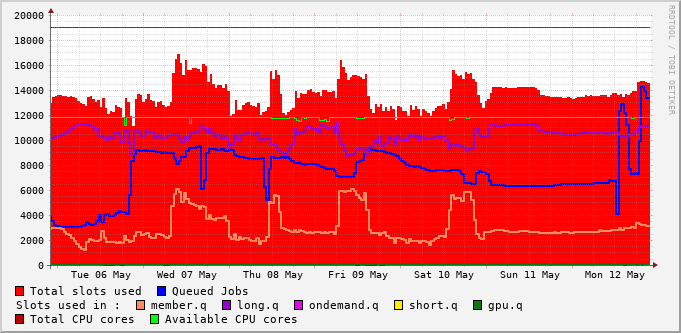 20000
18000
16000
14000
12000
10000
8000
6000
4000
2000
0
Tue 06 May Wed 07 May Thu 08 May Fri 09 May Sat 10 May Sun 11 May Mon 12 May
Total slots used Queued Jobs
Slots used in : member.q long.q ondemand.q short.q gpu.q
Total CPU cores Available CPU cores
RRDTOOL / TOBI OETIKER